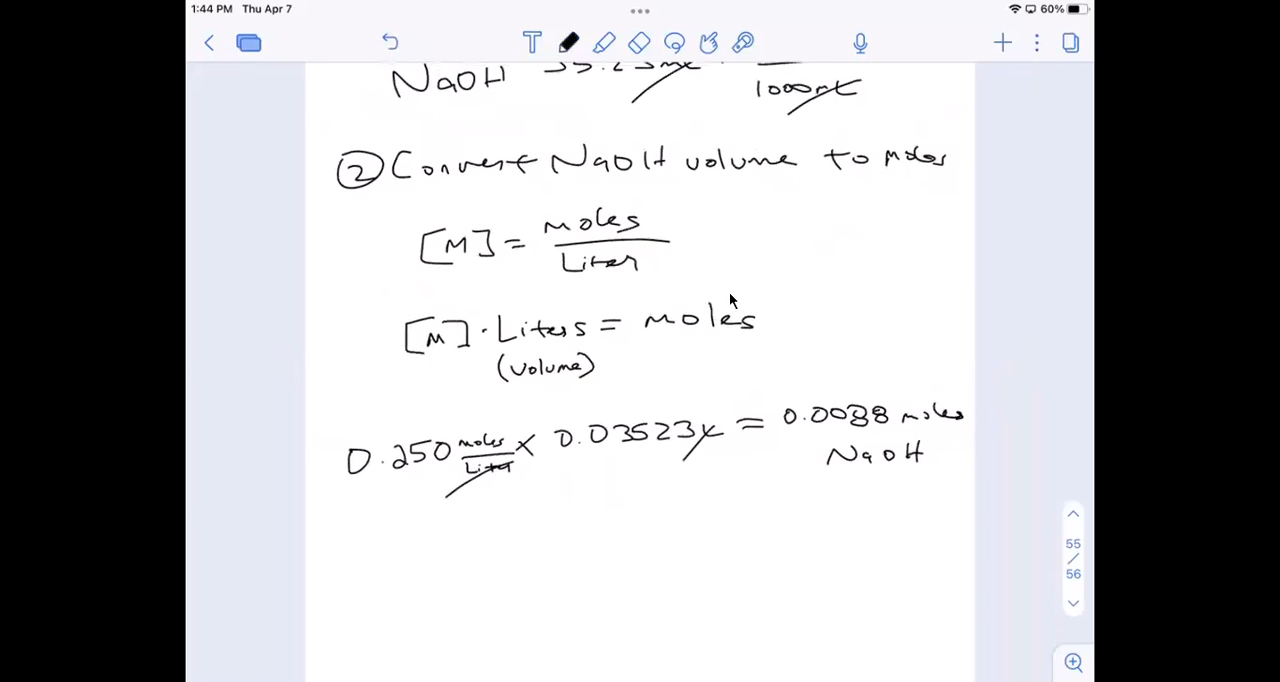 1:44 PM Thu Apr 7
60%
NaOH
1000mL
② Convert NaOH volume to moles
[M] = moles / Liter
[M] · Liters = moles
(volume)
0.250 moles / Liter × 0.03523 L = 0.0088 moles
NaOH
55
/
56